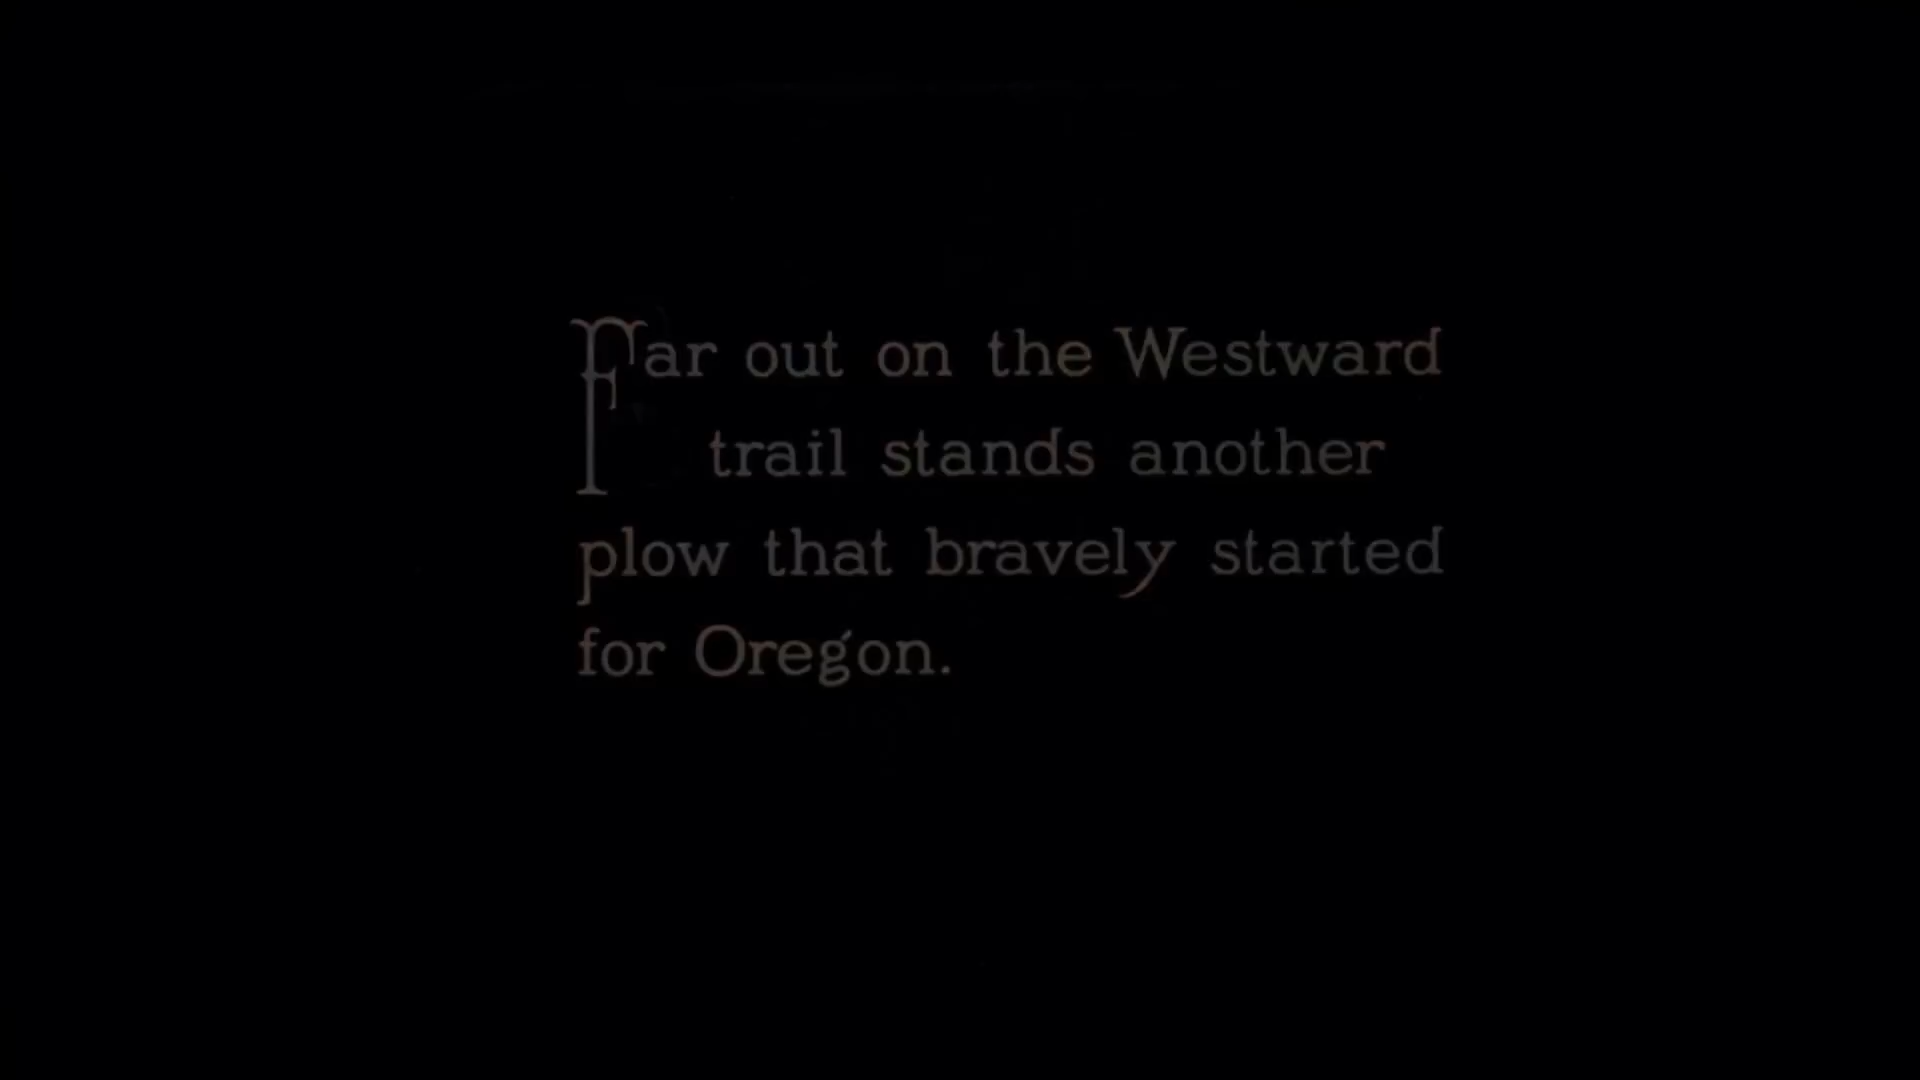 Far out on the Westward
trail stands another
plow that bravely started
for Oregon.